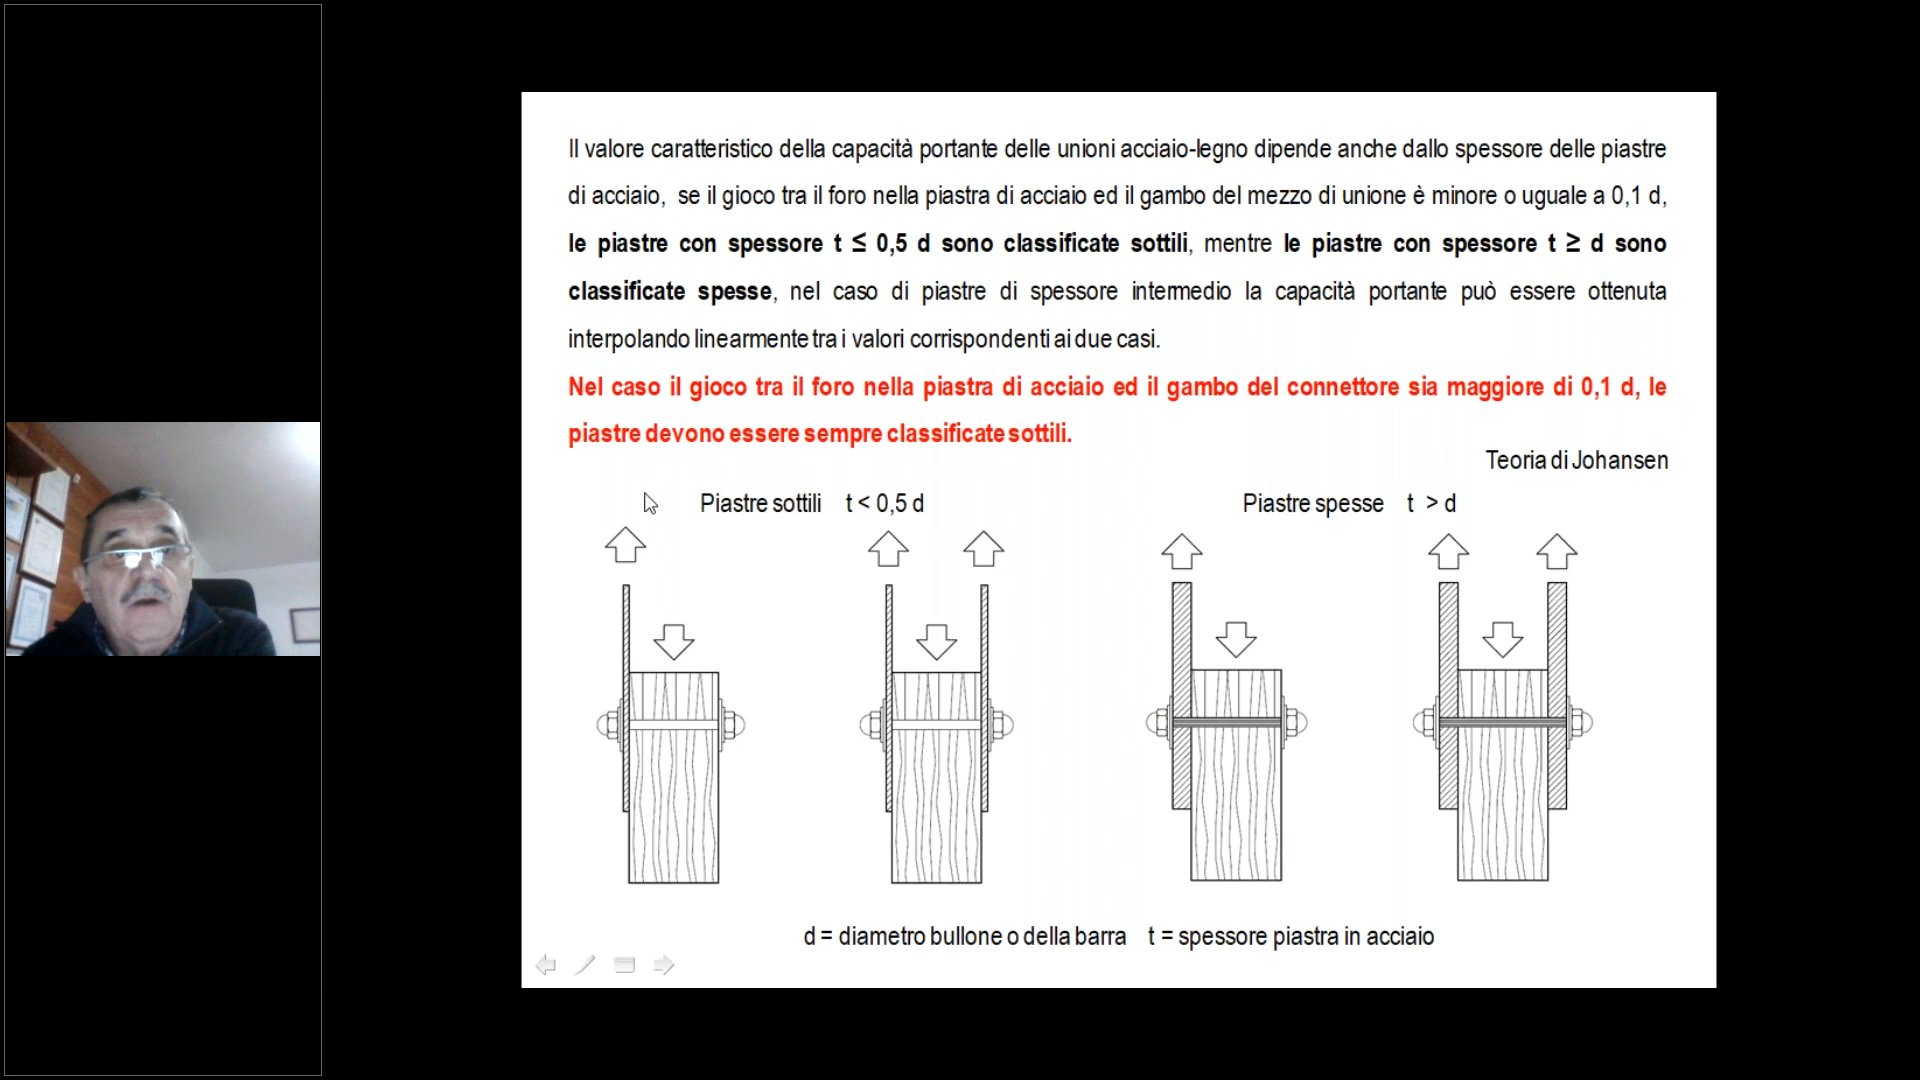 Il valore caratteristico della capacità portante delle unioni acciaio-legno dipende anche dallo spessore delle piastre
di acciaio, se il gioco tra il foro nella piastra di acciaio ed il gambo del mezzo di unione è minore o uguale a 0,1 d,
le piastre con spessore t ≤ 0,5 d sono classificate sottili, mentre le piastre con spessore t ≥ d sono
classificate spesse, nel caso di piastre di spessore intermedio la capacità portante può essere ottenuta
interpolando linearmente tra i valori corrispondenti ai due casi.
Nel caso il gioco tra il foro nella piastra di acciaio ed il gambo del connettore sia maggiore di 0,1 d, le
piastre devono essere sempre classificate sottili.
Teoria di Johansen
Piastre sottili t < 0,5 d
Piastre spesse t > d
d = diametro bullone o della barra t = spessore piastra in acciaio